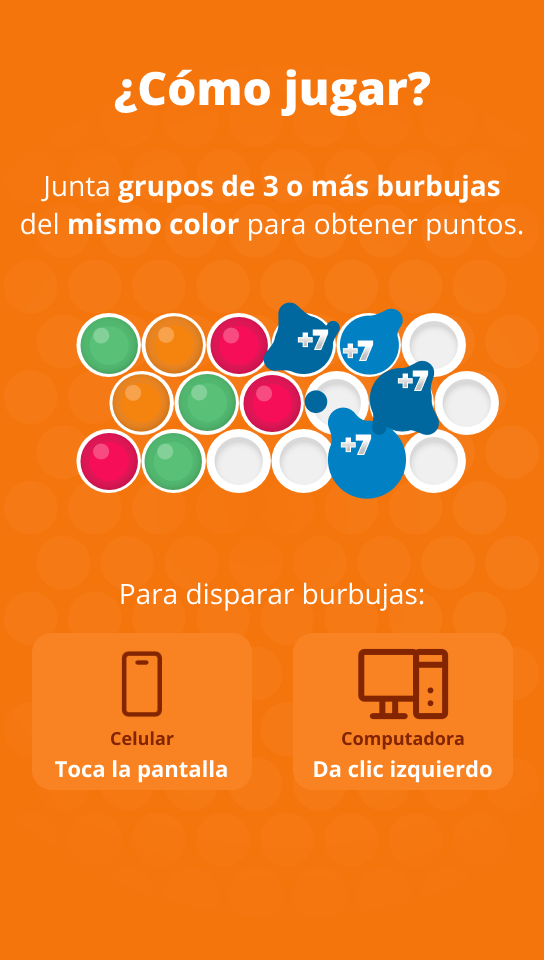 ¿Cómo jugar?
Junta grupos de 3 o más burbujas
del mismo color para obtener puntos.
+7
+7
+7
+7
Para disparar burbujas:
Celular
Toca la pantalla
Computadora
Da clic izquierdo